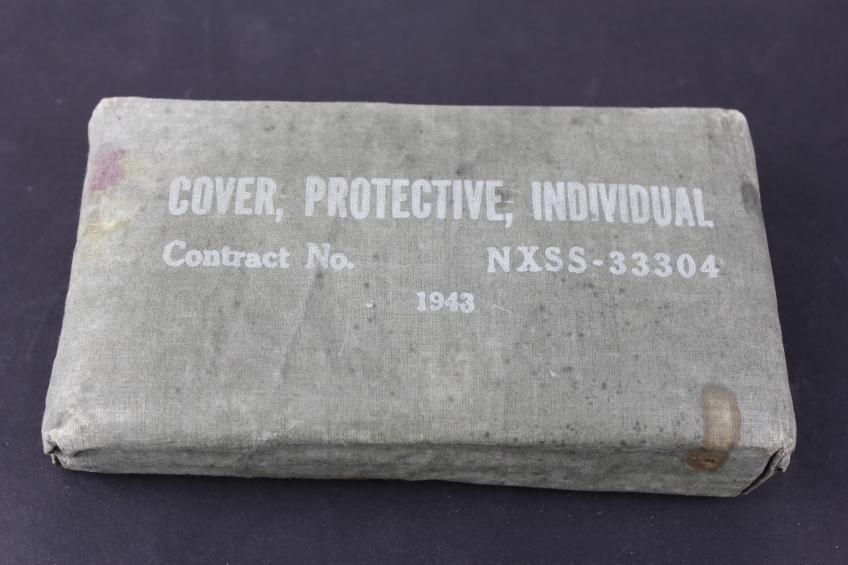 COVER, PROTECTIVE, INDIVIDUAL
Contract No. NXSS-33304
1943